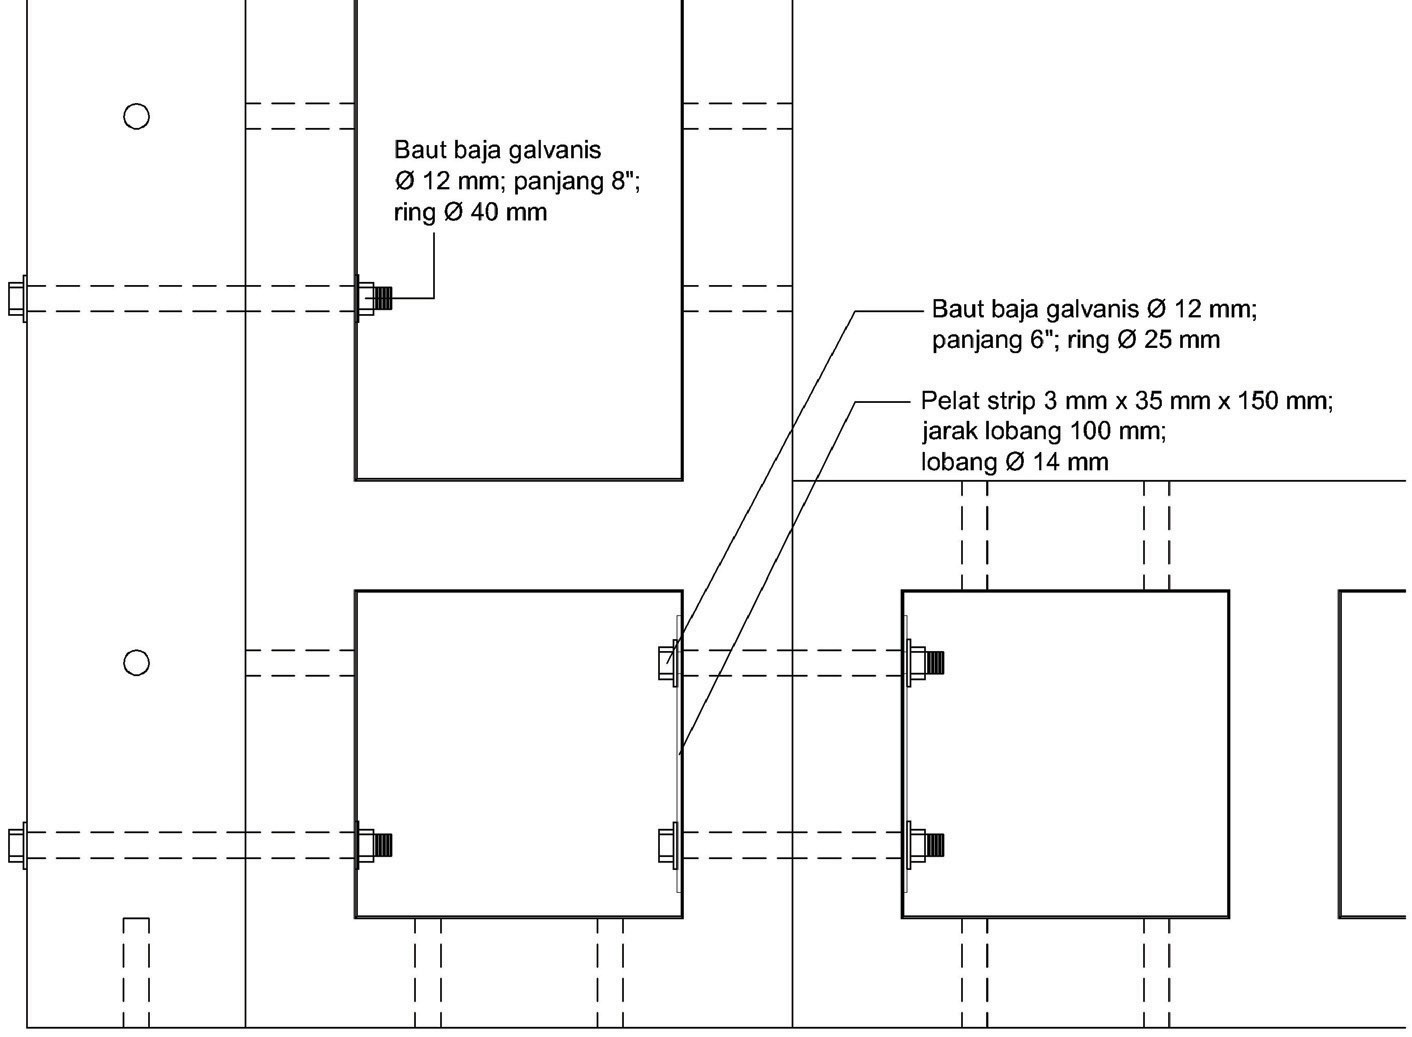 Baut baja galvanis
Ø 12 mm; panjang 8";
ring Ø 40 mm
Baut baja galvanis Ø 12 mm;
panjang 6"; ring Ø 25 mm
Pelat strip 3 mm x 35 mm x 150 mm;
jarak lobang 100 mm;
lobang Ø 14 mm